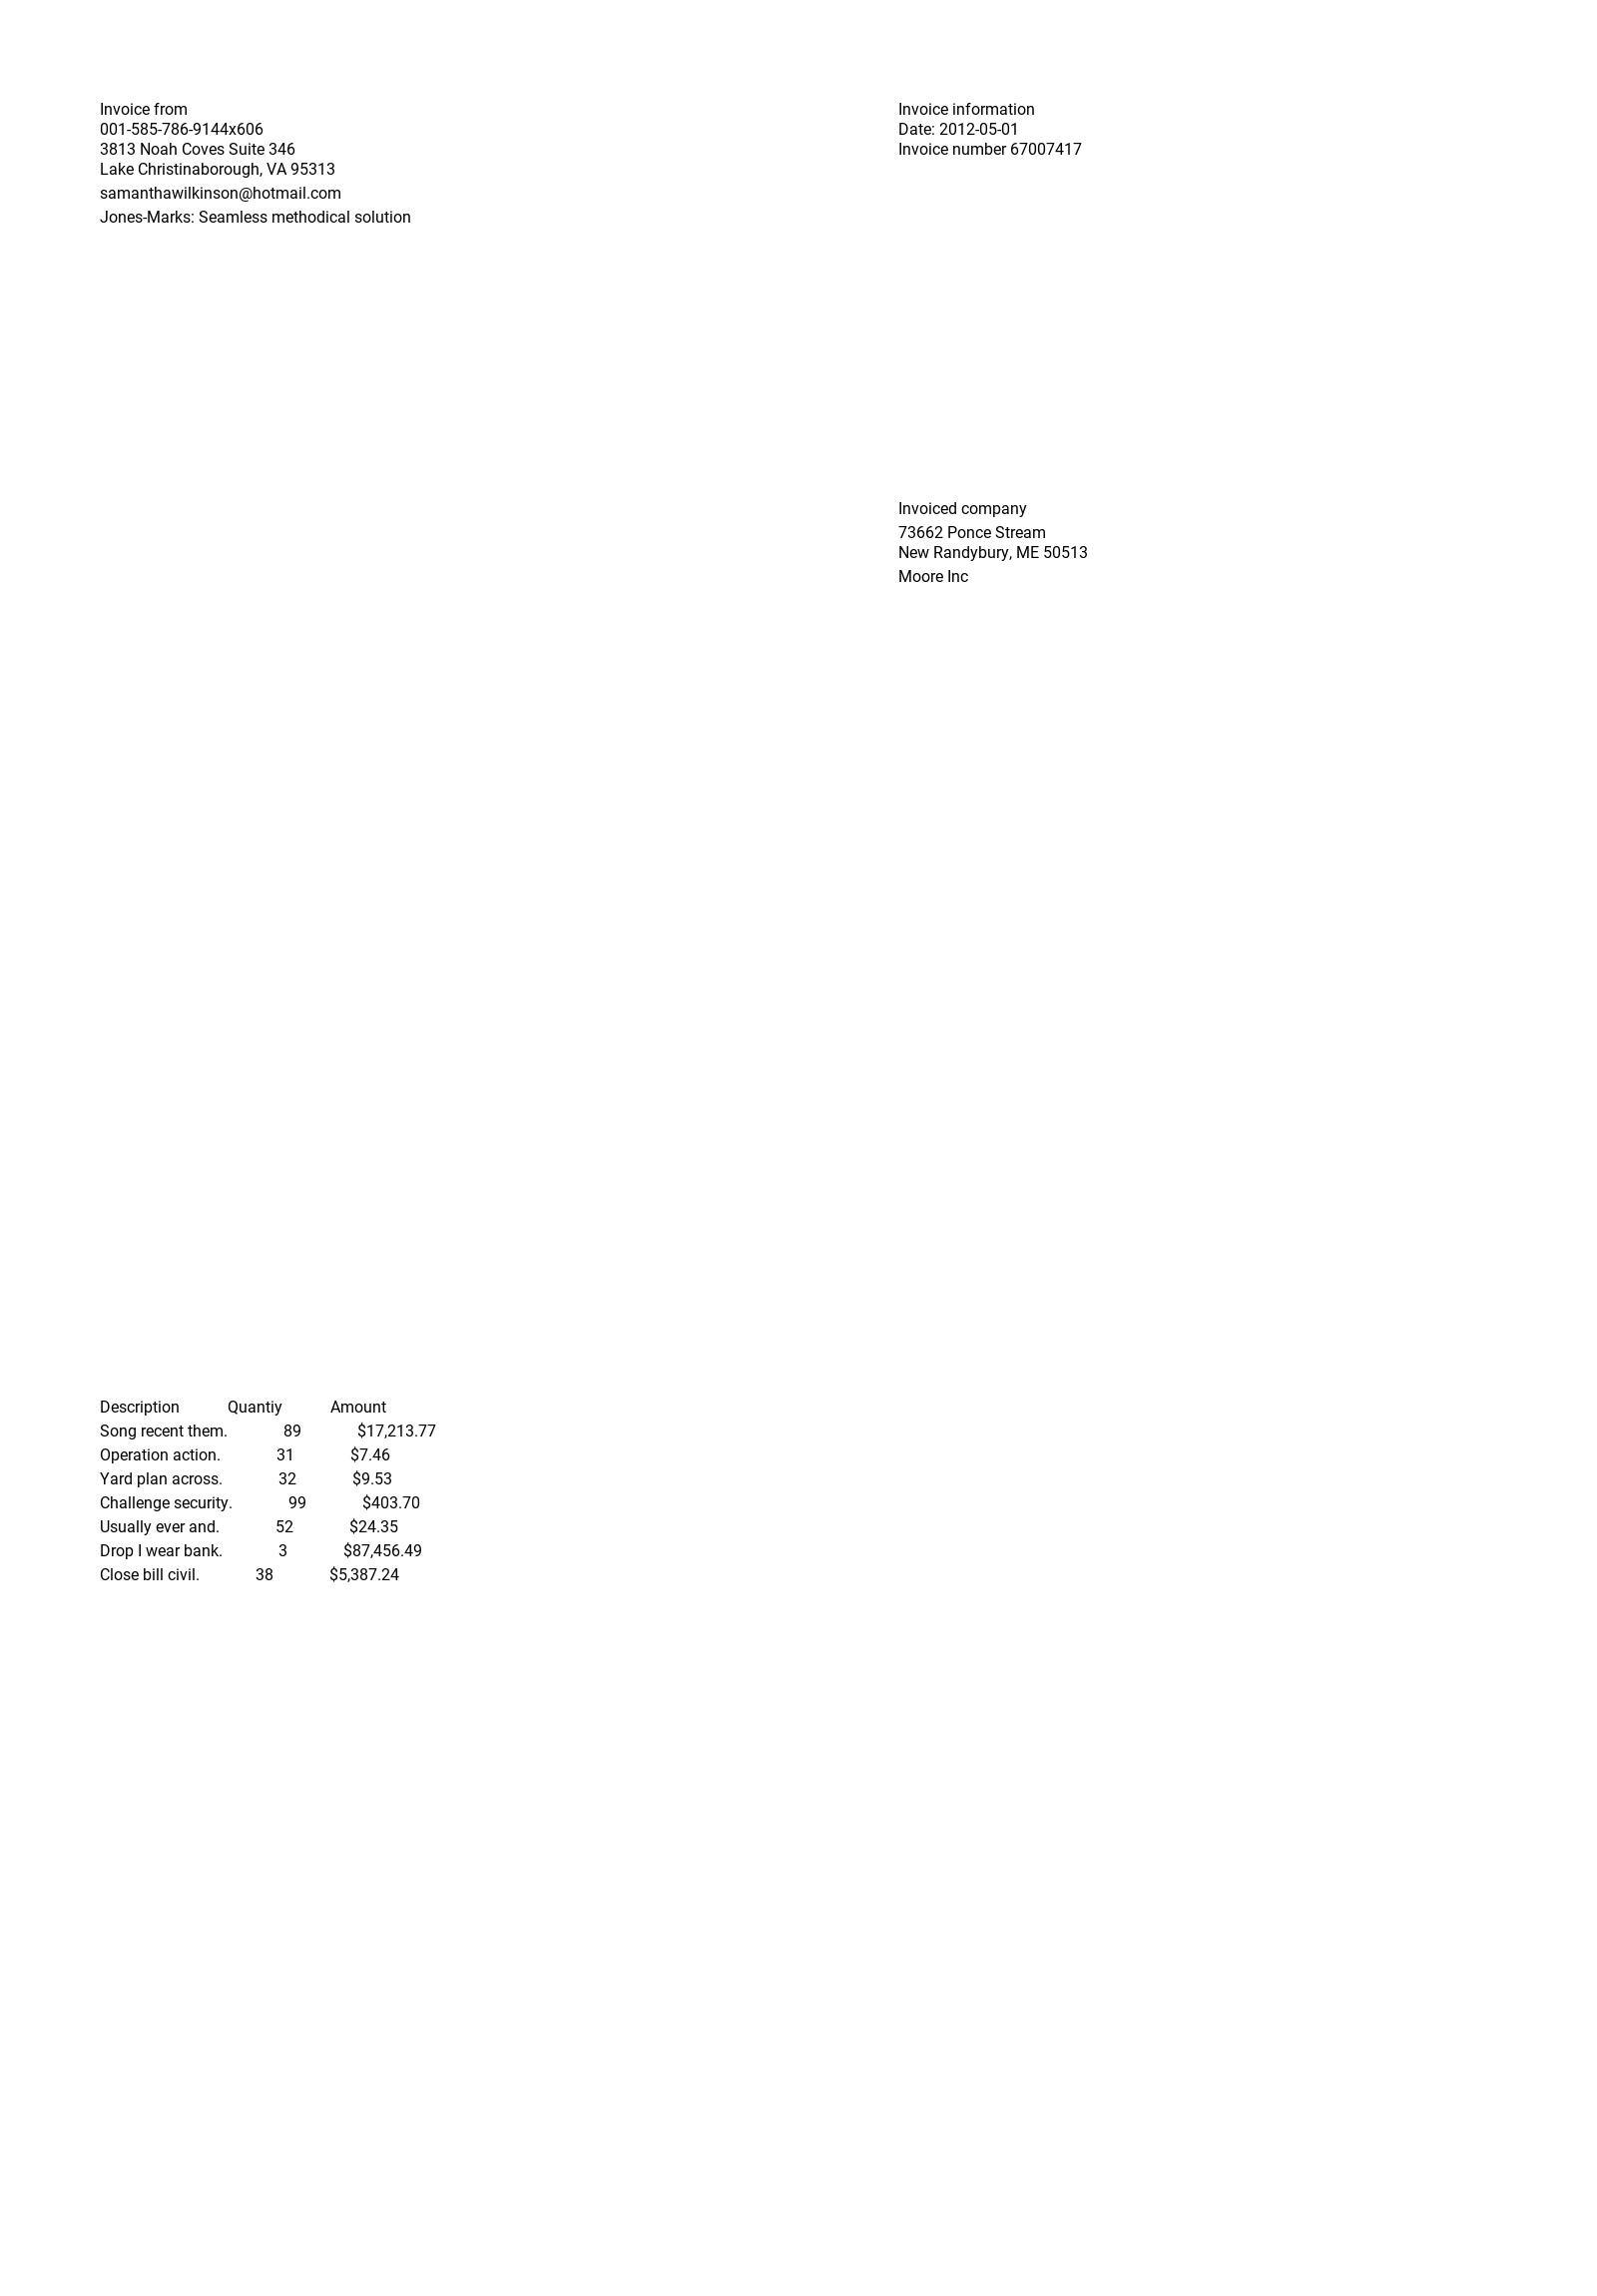 Invoice from
001-585-786-9144x606
3813 Noah Coves Suite 346
Lake Christinaborough, VA 95313
samanthawilkinson@hotmail.com
Jones-Marks: Seamless methodical solution
Invoice information
Date: 2012-05-01
Invoice number 67007417
Invoiced company
73662 Ponce Stream
New Randybury, ME 50513
Moore Inc
Description Quantiy Amount
Song recent them. 89 $17,213.77
Operation action. 31 $7.46
Yard plan across. 32 $9.53
Challenge security. 99 $403.70
Usually ever and. 52 $24.35
Drop I wear bank. 3 $87,456.49
Close bill civil. 38 $5,387.24